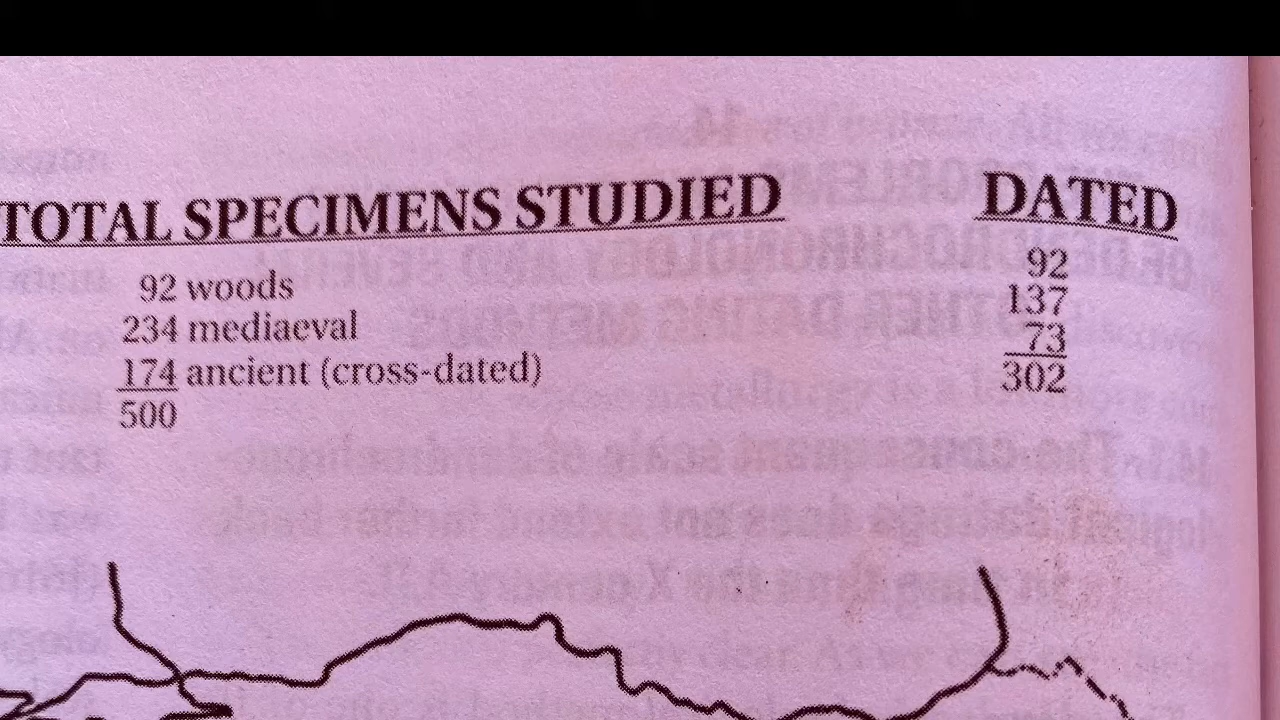 TOTAL SPECIMENS STUDIED DATED
92 woods 92
234 mediaeval 137
174 ancient (cross-dated) 73
500 302